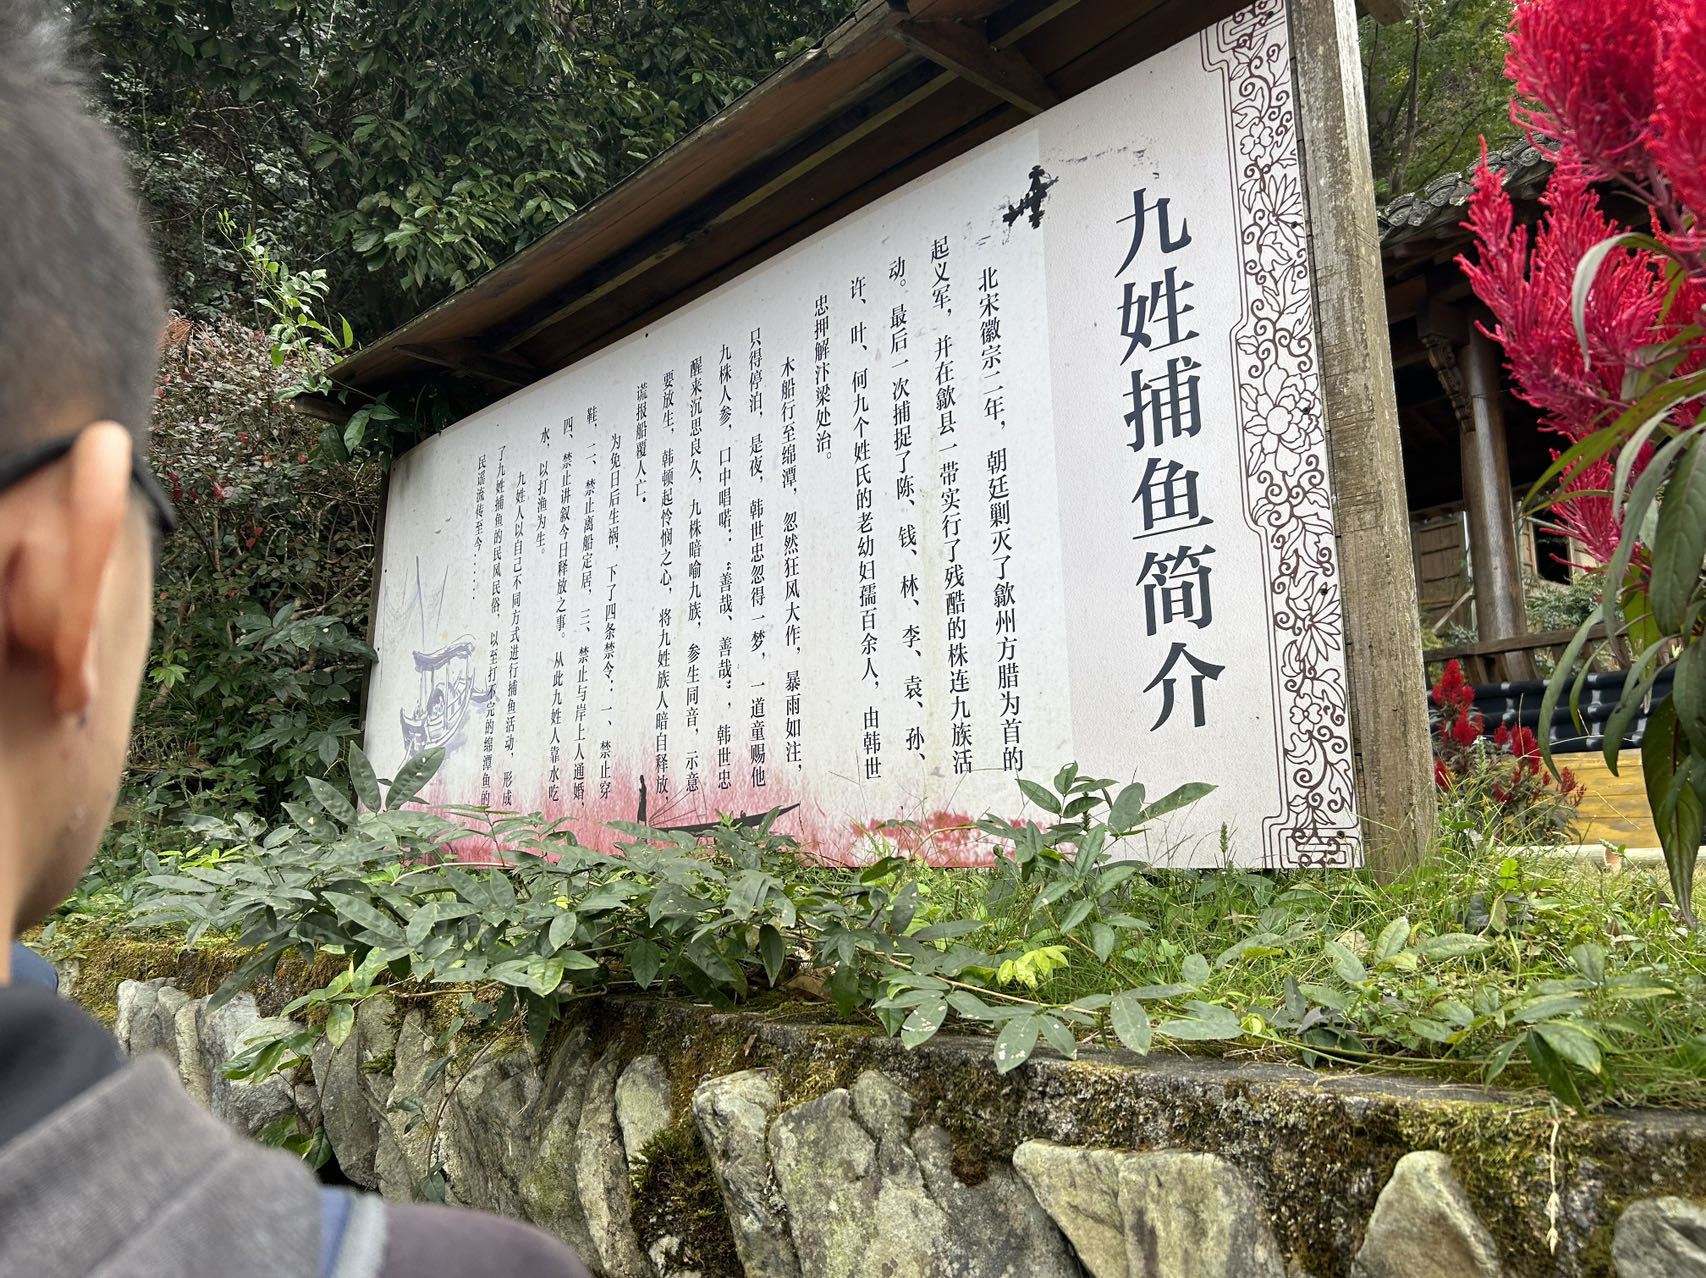 九姓捕鱼简介
北宋徽宗二年，朝廷剿灭了歙州方腊为首的
起义军，并在歙县一带实行了残酷的株连九族活
动。最后一次捕捉了陈、钱、林、李、袁、孙、
许、叶、何九个姓氏的老幼妇孺百余人，由韩世
忠押解汴梁处治。
木船行至绵潭，忽然狂风大作，暴雨如注，
只得停泊，是夜，韩世忠忽得一梦，一道童赐他
九株人参，口中唱喏：“善哉、善哉”，韩世忠
醒来沉思良久，九株暗喻九族，参生同音，示意
要放生，韩顿起怜悯之心，将九姓族人暗自释放，
谎报船覆人亡。
为免日后生祸，下了四条禁令：一、禁止穿
鞋，二、禁止离船定居，三、禁止与岸上人通婚，
四、禁止讲叙今日释放之事。从此九姓人靠水吃
水，以打渔为生。
九姓人以自己不同方式进行捕鱼活动，形成
了九姓捕鱼的民风民俗，以至打不完的绵潭鱼的
民谣流传至今……